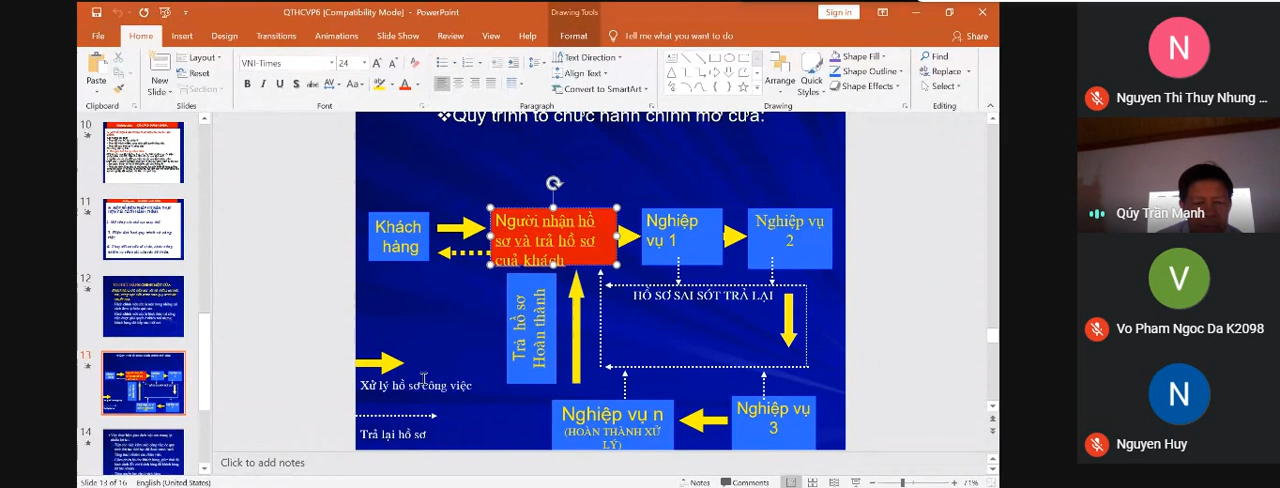 QTHCVP6 [Compatibility Mode] - PowerPoint
Drawing Tools
Sign in
File
Home
Insert
Design
Transitions
Animations
Slide Show
Review
View
Help
Format
Tell me what you want to do
Share
Paste
Clipboard
New
Slide
Layout
Reset
Section
Slides
VNI-Times
24
Font
Text Direction
Align Text
Convert to SmartArt
Paragraph
Arrange
Quick
Styles
Shape Fill
Shape Outline
Shape Effects
Drawing
Find
Replace
Select
Editing
10
11
12
13
14
❖Quy trình tổ chức hành chính mở cửa:
Khách
hàng
Người nhận hồ
sơ và trả hồ sơ
cuả khách
Nghiệp
vụ 1
Nghiệp vụ
2
HỒ SƠ SAI SÓT TRẢ LẠI
Trả hồ sơ
Hoàn thành
Xử lý hồ sơ công việc
Trả lại hồ sơ
Nghiệp vụ n
(HOÀN THÀNH XỬ
LÝ)
Nghiệp vụ
3
Click to add notes
Slide 13 of 16
English (United States)
Notes
Comments
71%
N
Nguyen Thi Thuy Nhung ...
Qúy Trần Mạnh
V
Vo Pham Ngoc Da K2098
N
Nguyen Huy